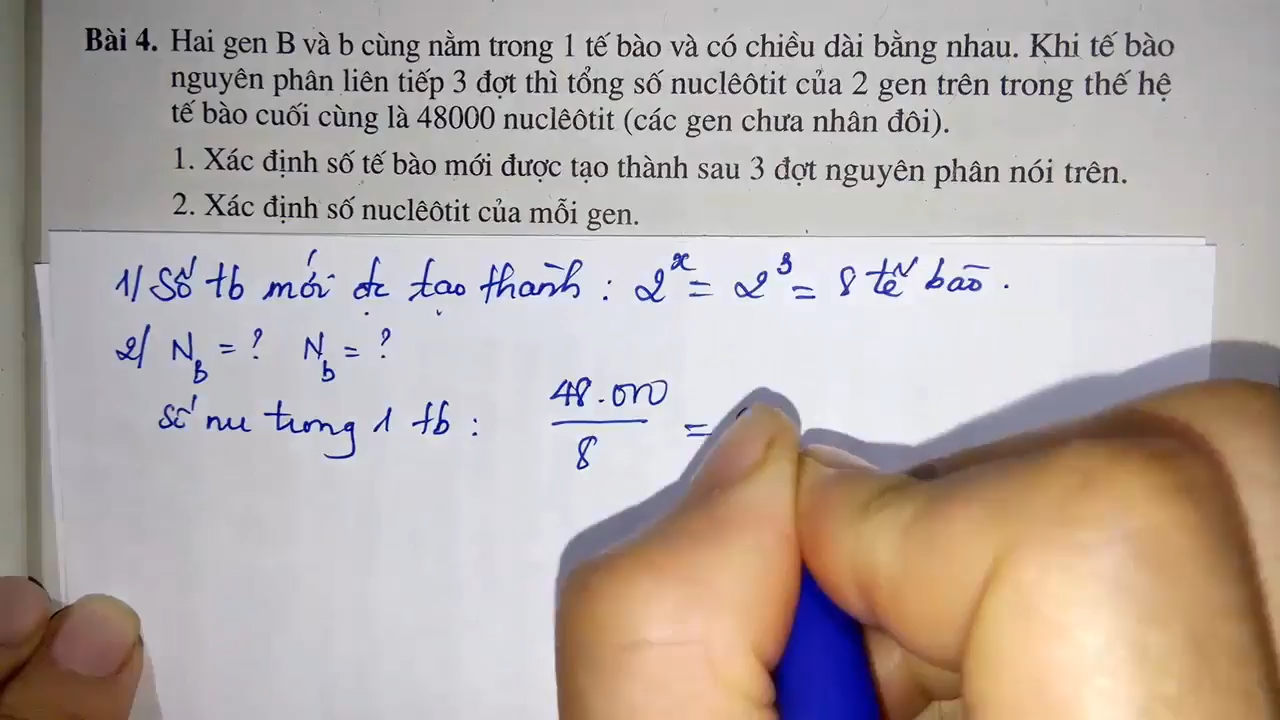 Bài 4. Hai gen B và b cùng nằm trong 1 tế bào và có chiều dài bằng nhau. Khi tế bào
nguyên phân liên tiếp 3 đợt thì tổng số nuclêôtit của 2 gen trên trong thế hệ
tế bào cuối cùng là 48000 nuclêôtit (các gen chưa nhân đôi).
1. Xác định số tế bào mới được tạo thành sau 3 đợt nguyên phân nói trên.
2. Xác định số nuclêôtit của mỗi gen.
1/ Số tb mới đc tạo thành : 2^x = 2^3 = 8 tế bào .
2/ N_B = ? N_b = ?
số nu trong 1 tb : 48.000 / 8 =